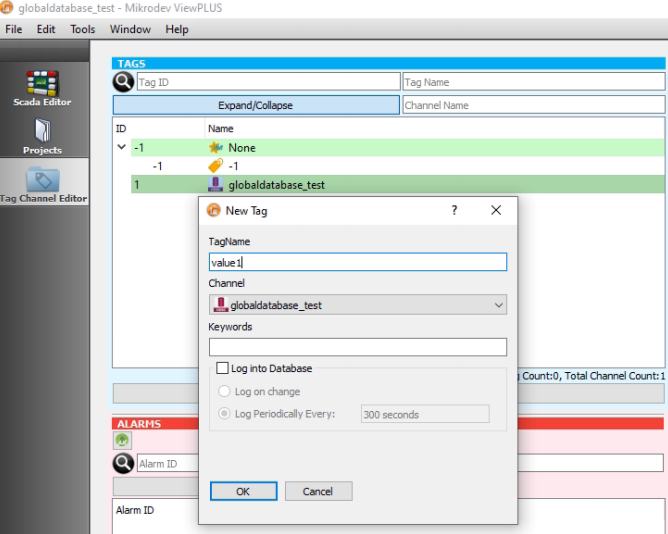 globaldatabase_test - Mikrodev ViewPLUS
File Edit Tools Window Help
TAGS
Tag ID Tag Name
Expand/Collapse Channel Name
ID Name
-1 None
-1 -1
1 globaldatabase_test
Scada Editor
Projects
Tag Channel Editor
New Tag ? X
TagName
value1
Channel
globaldatabase_test
Keywords
Log into Database
Log on change
Log Periodically Every: 300 seconds
OK Cancel
Count:0, Total Channel Count:1
ALARMS
Alarm ID
Alarm ID